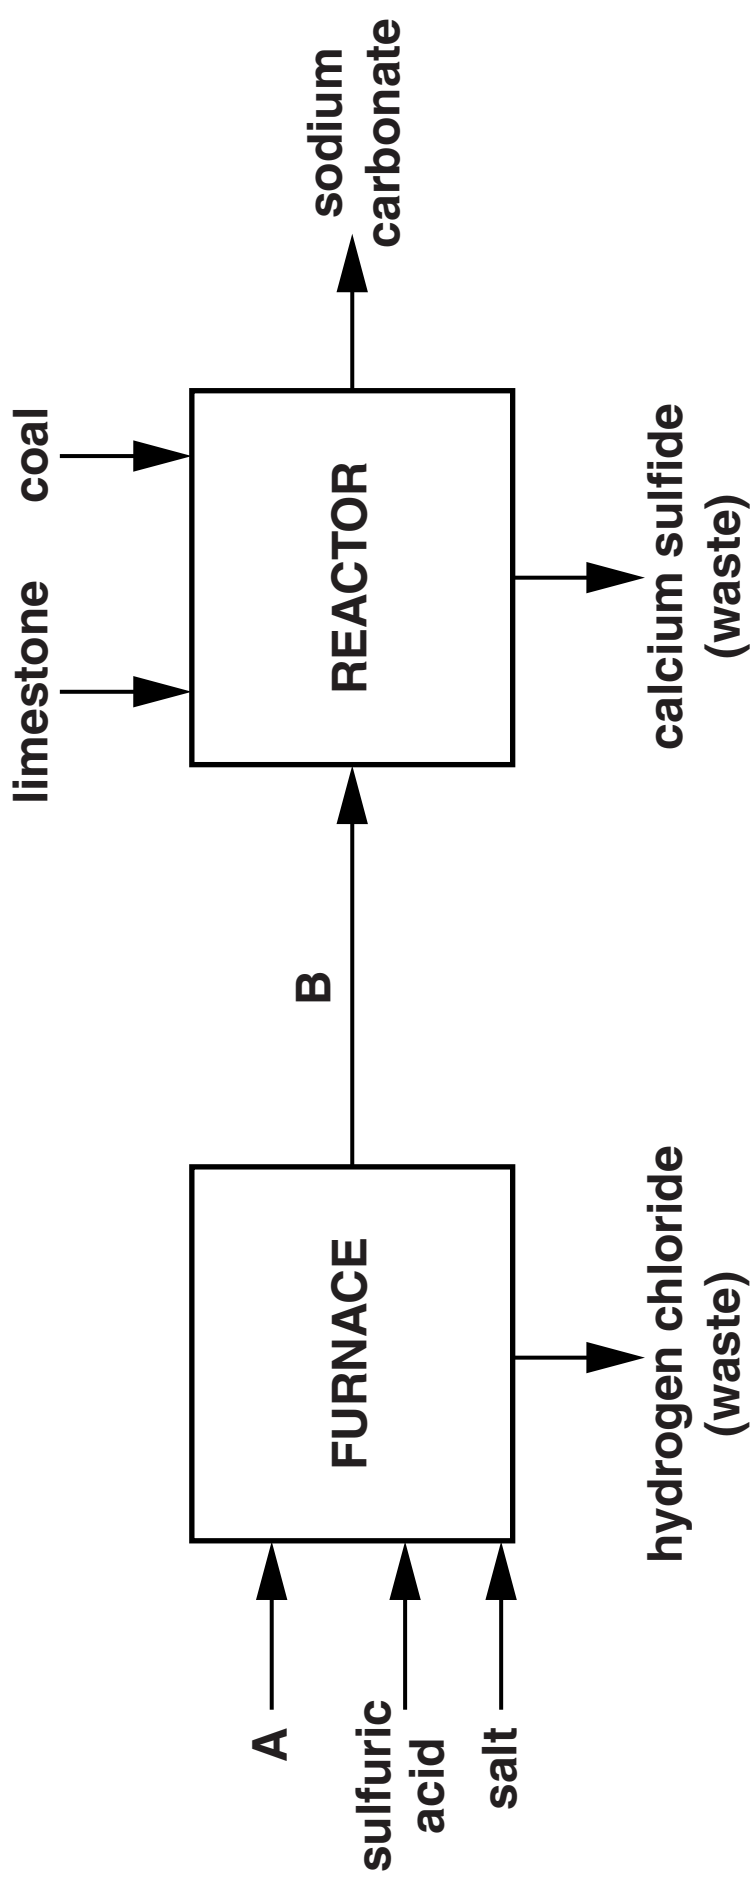 limestone
coal
A
sulfuric
acid
salt
FURNACE
B
REACTOR
sodium
carbonate
hydrogen chloride
(waste)
calcium sulfide
(waste)